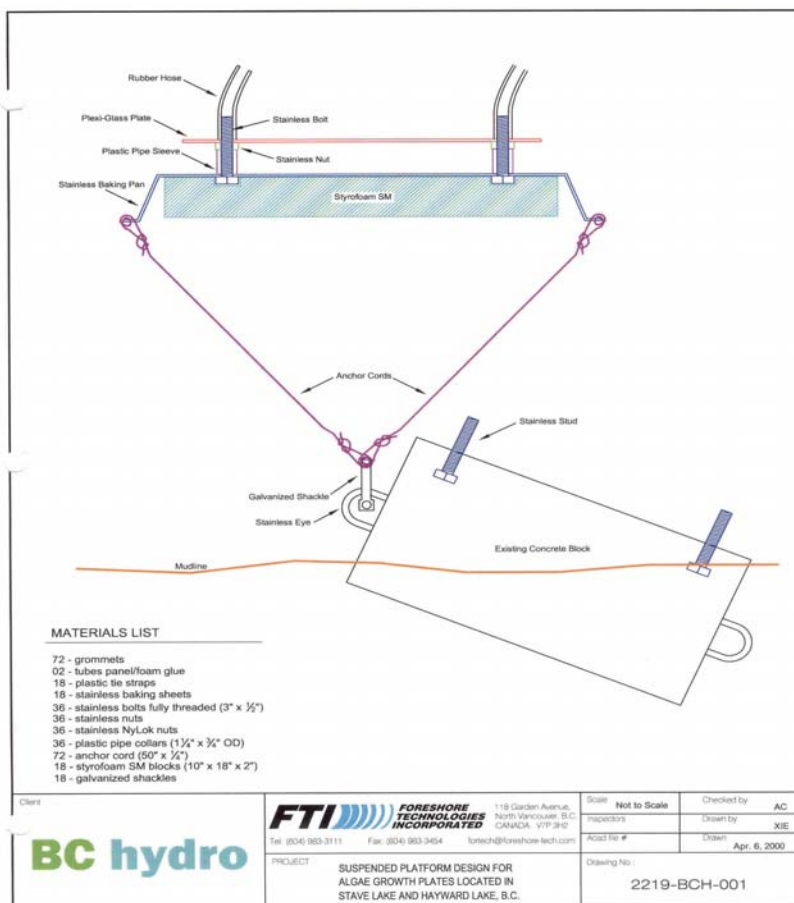 Rubber Hose
Plexi-Glass Plate
Stainless Bolt
Plastic Pipe Sleeve
Stainless Nut
Stainless Baking Pan
Styrofoam SM
Anchor Cords
Stainless Stud
Galvanized Shackle
Stainless Eye
Existing Concrete Block
Mudline
MATERIALS LIST
72 - grommets
02 - tubes panel/foam glue
18 - plastic tie straps
18 - stainless baking sheets
36 - stainless bolts fully threaded (3" x ½")
36 - stainless nuts
36 - stainless NyLok nuts
36 - plastic pipe collars (1¼" x ¾" OD)
72 - anchor cord (50" x ¼")
18 - styrofoam SM blocks (10" x 18" x 2")
18 - galvanized shackles
Client
BC hydro
FTI FORESHORE TECHNOLOGIES INCORPORATED
118 Garden Avenue,
North Vancouver, B.C.
CANADA V7P 3H2
Tel: (604) 983-3111 Fax: (604) 983-3454 fortech@foreshore-tech.com
PROJECT
SUSPENDED PLATFORM DESIGN FOR
ALGAE GROWTH PLATES LOCATED IN
STAVE LAKE AND HAYWARD LAKE, B.C.
Scale Not to Scale
Checked by AC
Inspectors
Drawn by XIE
Acad file #
Drawn Apr. 6, 2000
Drawing No.:
2219-BCH-001